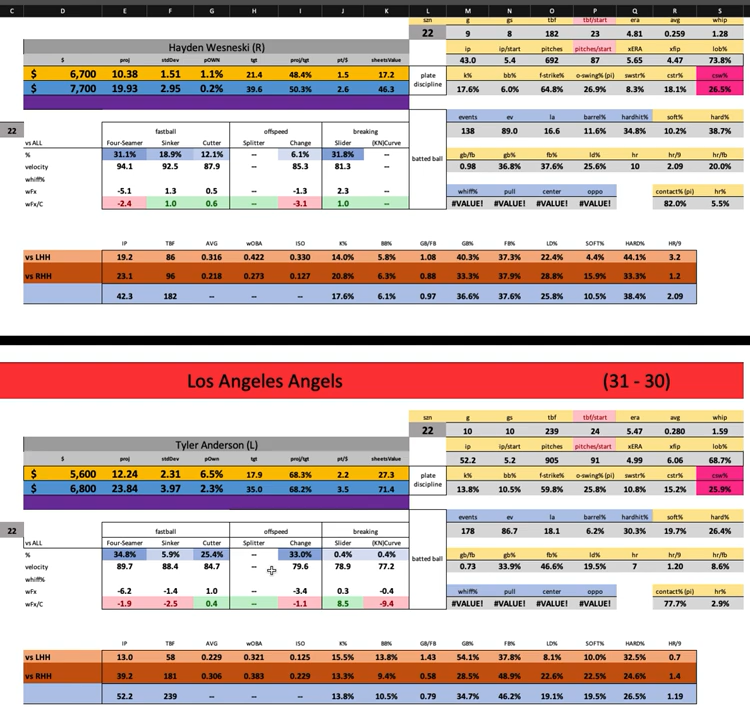 C D E F G H I J K L M N O P Q R S
szn g gs tbf tbf/start era avg whip
22 9 8 182 23 4.81 0.259 1.28
Hayden Wesneski (R) ip ip/start pitches pitches/start xERA xfip lob%
$ proj stdDev pOWN tgt proj/tgt pt/$ sheetsValue 43.0 5.4 692 87 5.65 4.47 73.8%
$ 6,700 10.38 1.51 1.1% 21.4 48.4% 1.5 17.2 plate discipline k% bb% f-strike% o-swing% (pi) swstr% cstr% csw%
$ 7,700 19.93 2.95 0.2% 39.6 50.3% 2.6 46.3 17.6% 6.0% 64.8% 26.9% 8.3% 18.1% 26.5%
events ev la barrel% hardhit% soft% hard%
22 fastball offspeed breaking 138 89.0 16.6 11.6% 34.8% 10.2% 38.7%
vs ALL Four-Seamer Sinker Cutter Splitter Change Slider (KN)Curve
% 31.1% 18.9% 12.1% -- 6.1% 31.8% -- batted ball gb/fb gb% fb% ld% hr hr/9 hr/fb
velocity 94.1 92.5 87.9 -- 85.3 81.3 -- 0.98 36.8% 37.6% 25.6% 10 2.09 20.0%
whiff%
wFx -5.1 1.3 0.5 -- -1.3 2.3 -- whiff% pull center oppo contact% (pi) hr%
wFx/C -2.4 1.0 0.6 -- -3.1 1.0 -- #VALUE! #VALUE! #VALUE! #VALUE! 82.0% 5.5%
IP TBF AVG wOBA ISO K% BB% GB/FB GB% FB% LD% SOFT% HARD% HR/9
vs LHH 19.2 86 0.316 0.422 0.330 14.0% 5.8% 1.08 40.3% 37.3% 22.4% 4.4% 44.1% 3.2
vs RHH 23.1 96 0.218 0.273 0.127 20.8% 6.3% 0.88 33.3% 37.9% 28.8% 15.9% 33.3% 1.2
42.3 182 -- -- -- 17.6% 6.1% 0.97 36.6% 37.6% 25.8% 10.5% 38.4% 2.09
Los Angeles Angels (31 - 30)
szn g gs tbf tbf/start era avg whip
22 10 10 239 24 5.47 0.280 1.59
Tyler Anderson (L) ip ip/start pitches pitches/start xERA xfip lob%
$ proj stdDev pOwn tgt proj/tgt pt/$ sheetsValue 52.2 5.2 905 91 4.99 6.06 68.7%
$ 5,600 12.24 2.31 6.5% 17.9 68.3% 2.2 27.3 plate discipline k% bb% f-strike% o-swing% (pi) swstr% cstr% csw%
$ 6,800 23.84 3.97 2.3% 35.0 68.2% 3.5 71.4 13.8% 10.5% 59.8% 25.8% 10.8% 15.2% 25.9%
events ev la barrel% hardhit% soft% hard%
22 fastball offspeed breaking 178 86.7 18.1 6.2% 30.3% 19.7% 26.4%
vs ALL Four-Seamer Sinker Cutter Splitter Change Slider (KN)Curve
% 34.8% 5.9% 25.4% -- 33.0% 0.4% 0.4% batted ball gb/fb gb% fb% ld% hr hr/9 hr/fb
velocity 89.7 88.4 84.7 -- 79.6 78.9 77.2 0.73 33.9% 46.6% 19.5% 7 1.20 8.6%
whiff%
wFx -6.2 -1.4 1.0 -3.4 0.3 -0.4 whiff% pull center oppo contact% (pi) hr%
wFx/C -1.9 -2.5 0.4 -- -1.1 8.5 -9.4 #VALUE! #VALUE! #VALUE! #VALUE! 77.7% 2.9%
IP TBF AVG wOBA ISO K% BB% GB/FB GB% FB% LD% SOFT% HARD% HR/9
vs LHH 13.0 58 0.229 0.321 0.125 15.5% 13.8% 1.43 54.1% 37.8% 8.1% 10.0% 32.5% 0.7
vs RHH 39.2 181 0.306 0.383 0.229 13.3% 9.4% 0.58 28.5% 48.9% 22.6% 22.5% 24.6% 1.4
52.2 239 -- -- -- 13.8% 10.5% 0.79 34.7% 46.2% 19.1% 19.5% 26.5% 1.19